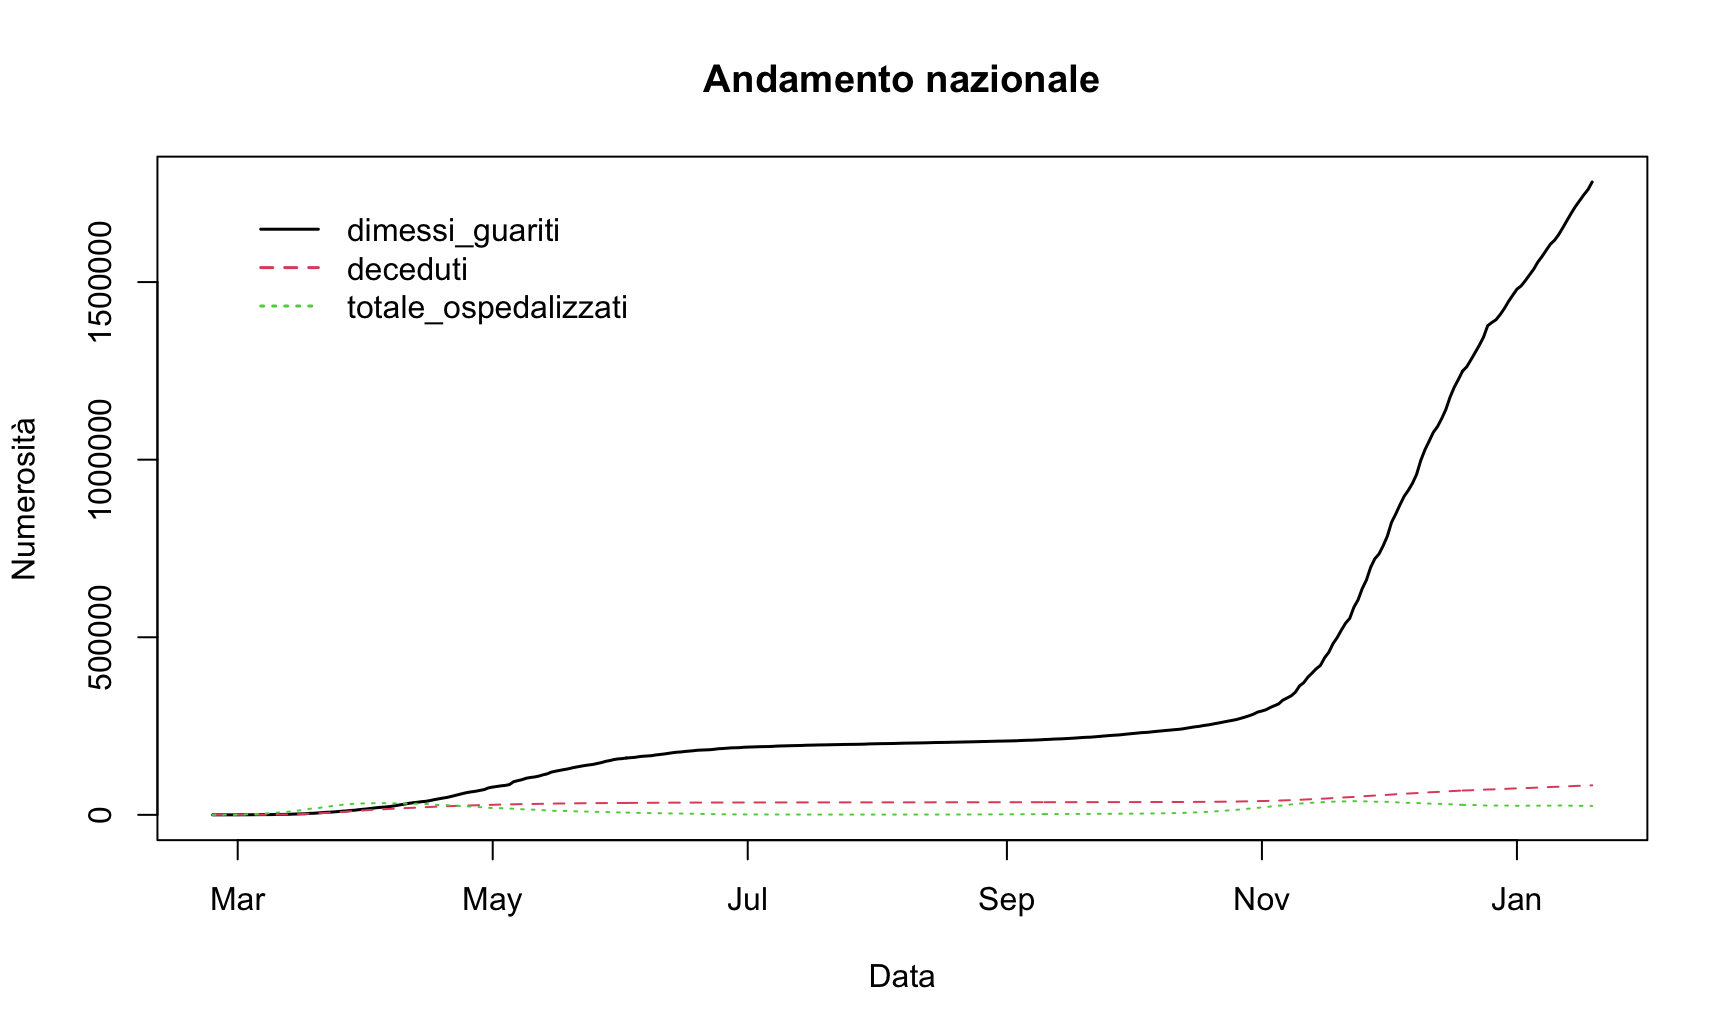 Andamento nazionale
dimessi_guariti
deceduti
totale_ospedalizzati
Numerosità
1500000
1000000
500000
0
Mar May Jul Sep Nov Jan
Data